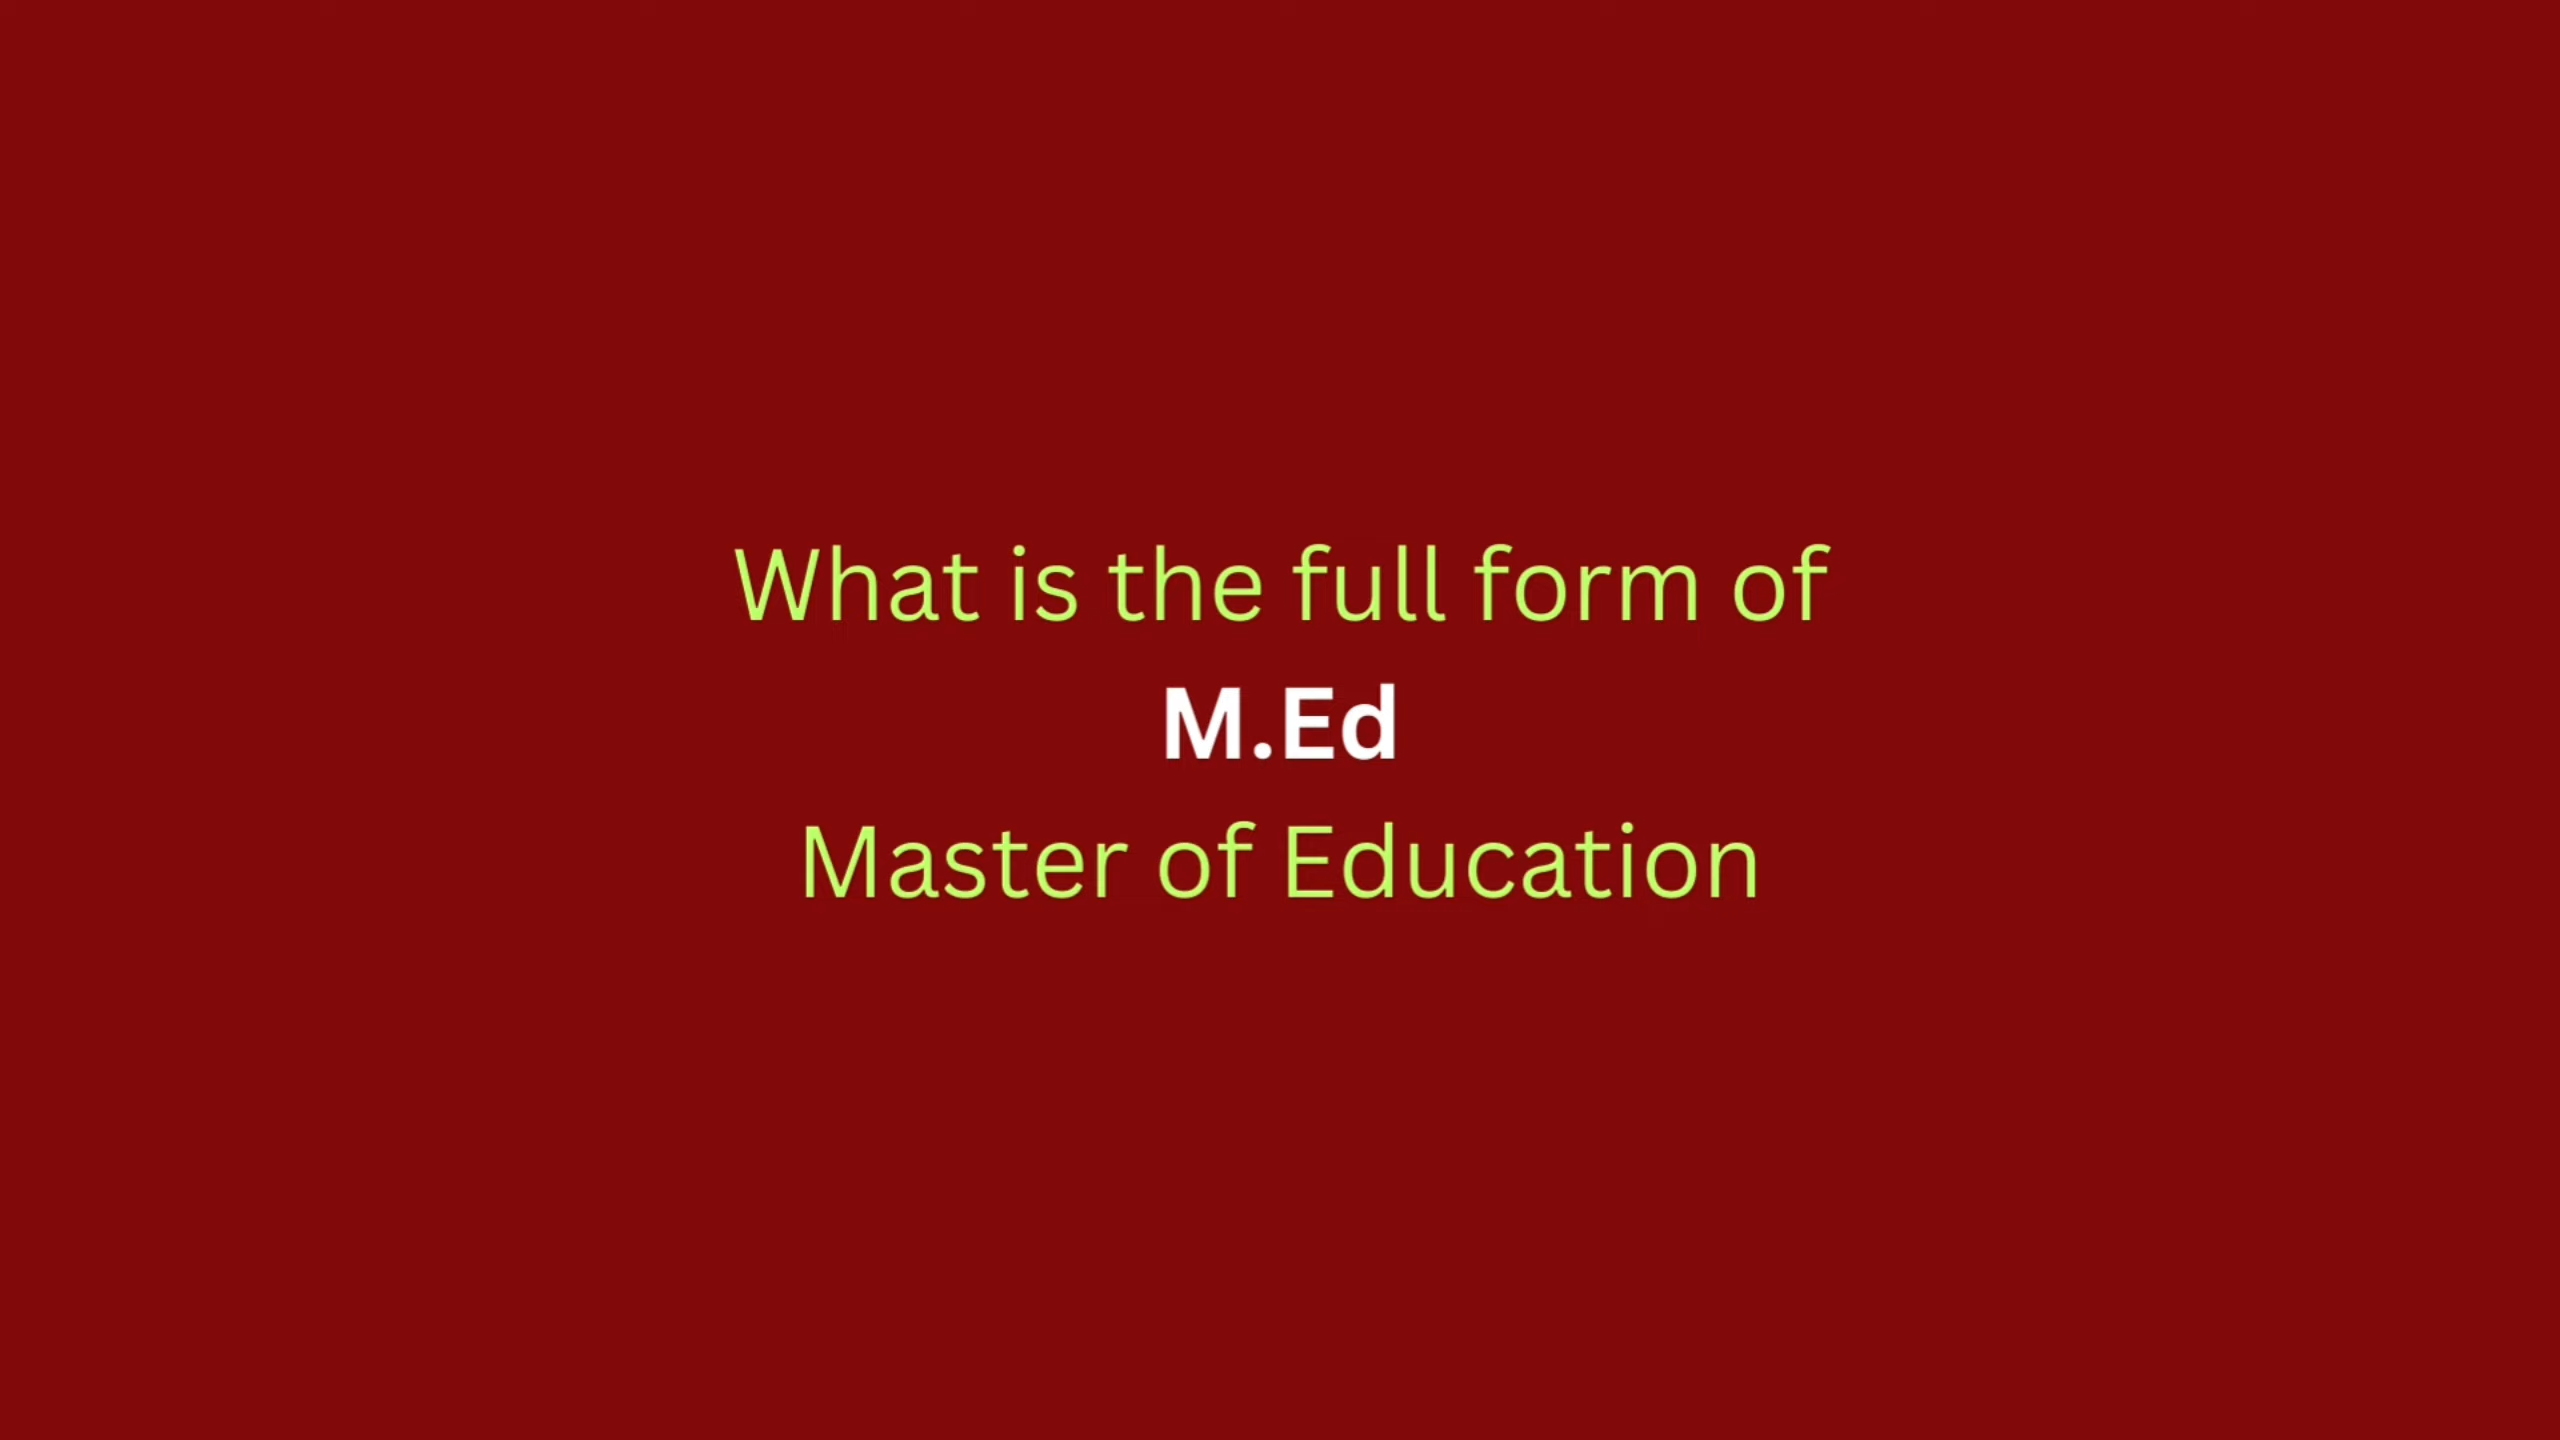 What is the full form of
M.Ed
Master of Education